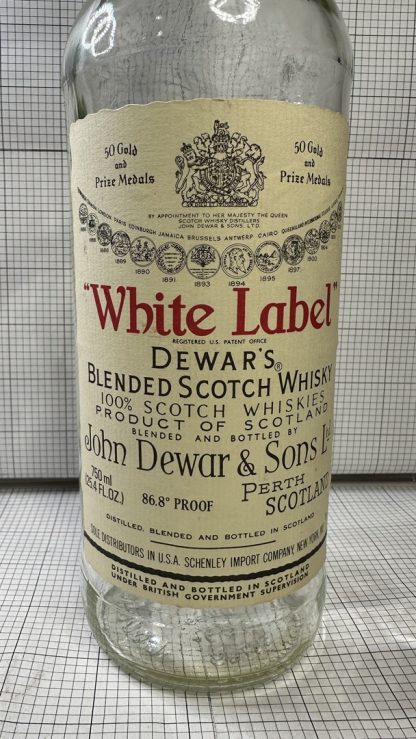 50 Gold
and
Prize Medals
50 Gold
and
Prize Medals
BY APPOINTMENT TO HER MAJESTY THE QUEEN
SCOTCH WHISKY DISTILLERS
JOHN DEWAR & SONS, LTD.
LONDON PARIS EDINBURGH JAMAICA BRUSSELS ANTWERP CAIRO QUEENSLAND
1889 1890 1891 1893 1894 1895 1897
"White Label"
REGISTERED U.S. PATENT OFFICE
DEWAR'S®
BLENDED SCOTCH WHISKY
100% SCOTCH WHISKIES
PRODUCT OF SCOTLAND
BLENDED AND BOTTLED BY
John Dewar & Sons Ltd
750 ml
(25.4 FL.OZ.)
86.8° PROOF
PERTH
SCOTLAND
DISTILLED, BLENDED AND BOTTLED IN SCOTLAND
SOLE DISTRIBUTORS IN U.S.A. SCHENLEY IMPORT COMPANY, NEW YORK, N.
DISTILLED AND BOTTLED IN SCOTLAND
UNDER BRITISH GOVERNMENT SUPERVISION